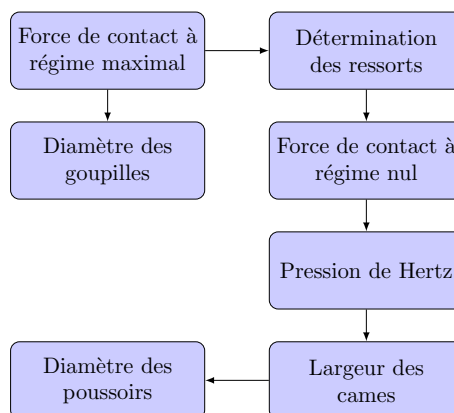 Force de contact à
régime maximal
Détermination
des ressorts
Diamètre des
goupilles
Force de contact à
régime nul
Pression de Hertz
Diamètre des
poussoirs
Largeur des
cames